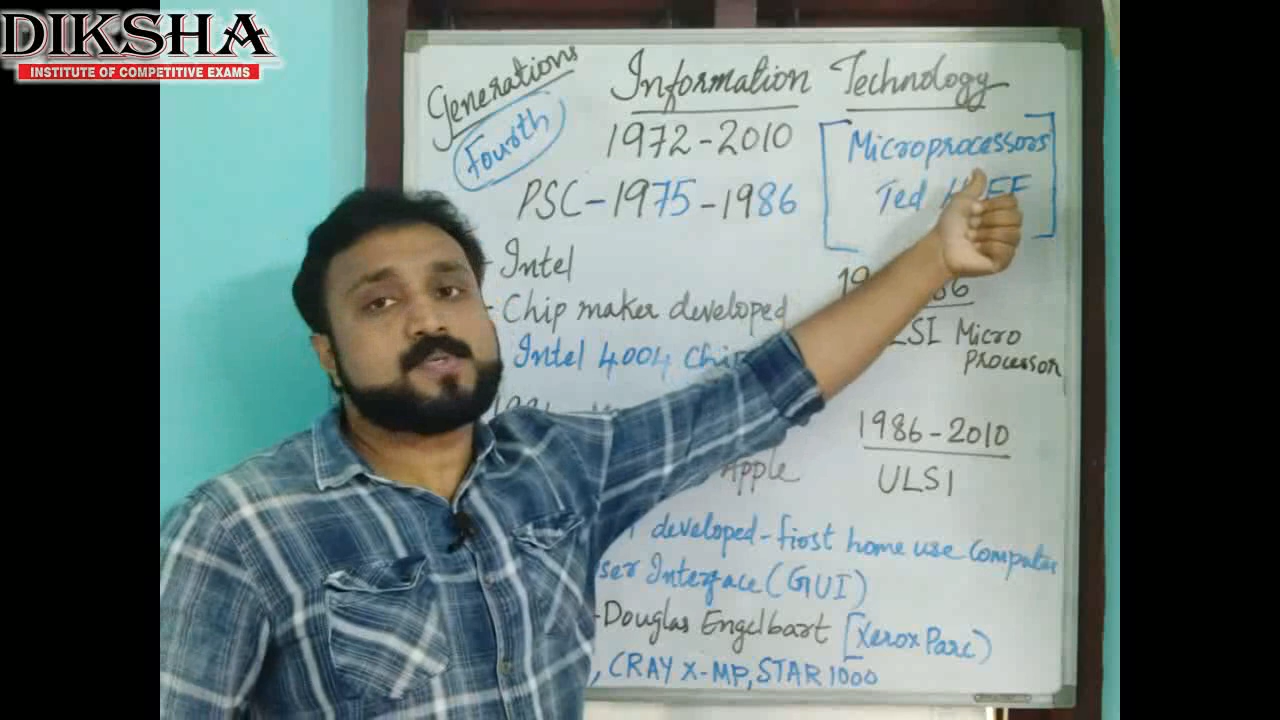 DIKSHA
INSTITUTE OF COMPETITIVE EXAMS
Generations
Information Technology
Fourth
1972-2010
[Microprocessors
Ted
PSC-1975-1986
- Intel
- Chip maker developed
Intel 4004 Chip
Micro
Processor
1986-2010
ULSI
Apple
developed-fiost home use Computer
Interface (GUI)
-Douglas Engelbart [Xerox Parc)
, CRAY X-MP, STAR 1000